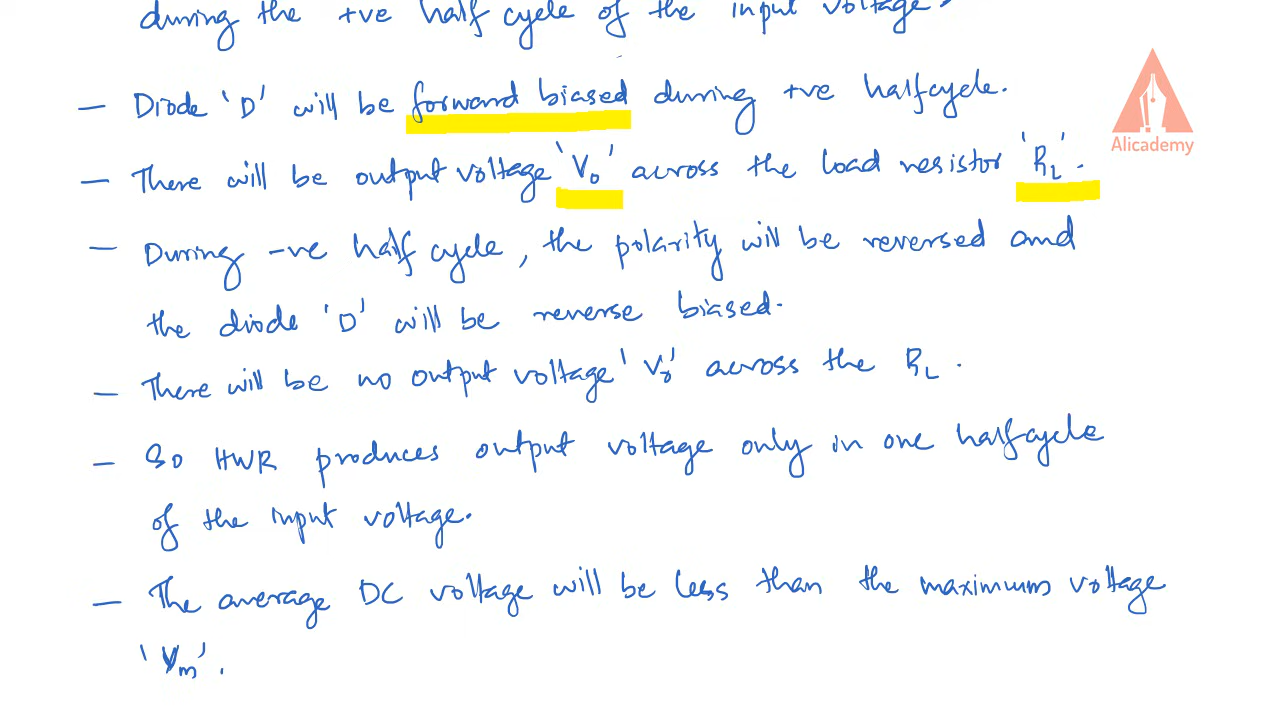 during the +ve half cycle of the input voltage.
— Diode 'D' will be forward biased during +ve halfcycle.
Alicademy
— There will be output voltage 'V₀' across the load resistor 'R_L'.
— During -ve half cycle, the polarity will be reversed and
the diode 'D' will be reverse biased.
— There will be no output voltage 'V₀' across the R_L.
— So HWR produces output voltage only in one halfcycle
of the input voltage.
— The average DC voltage will be less than the maximum voltage
'Vₘ'.